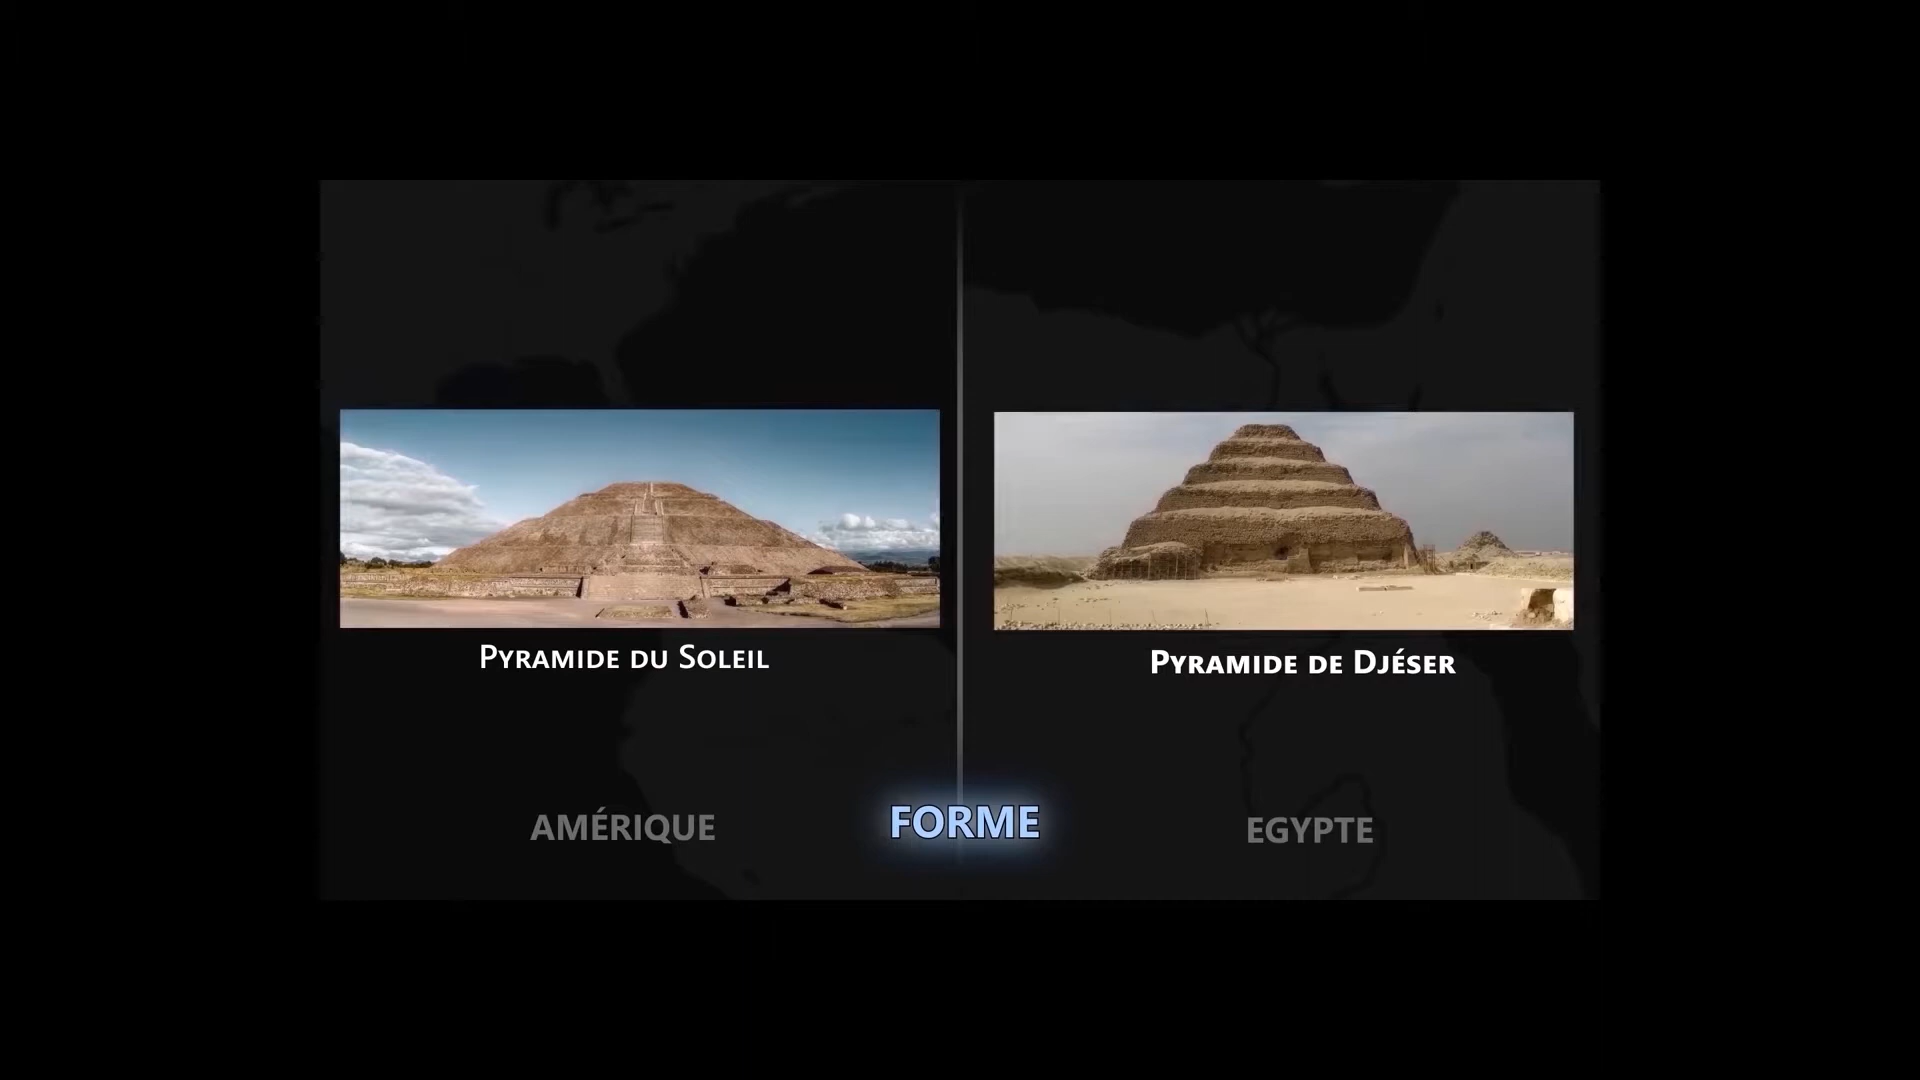 Pyramide du Soleil
Pyramide de Djéser
AMÉRIQUE
FORME
EGYPTE